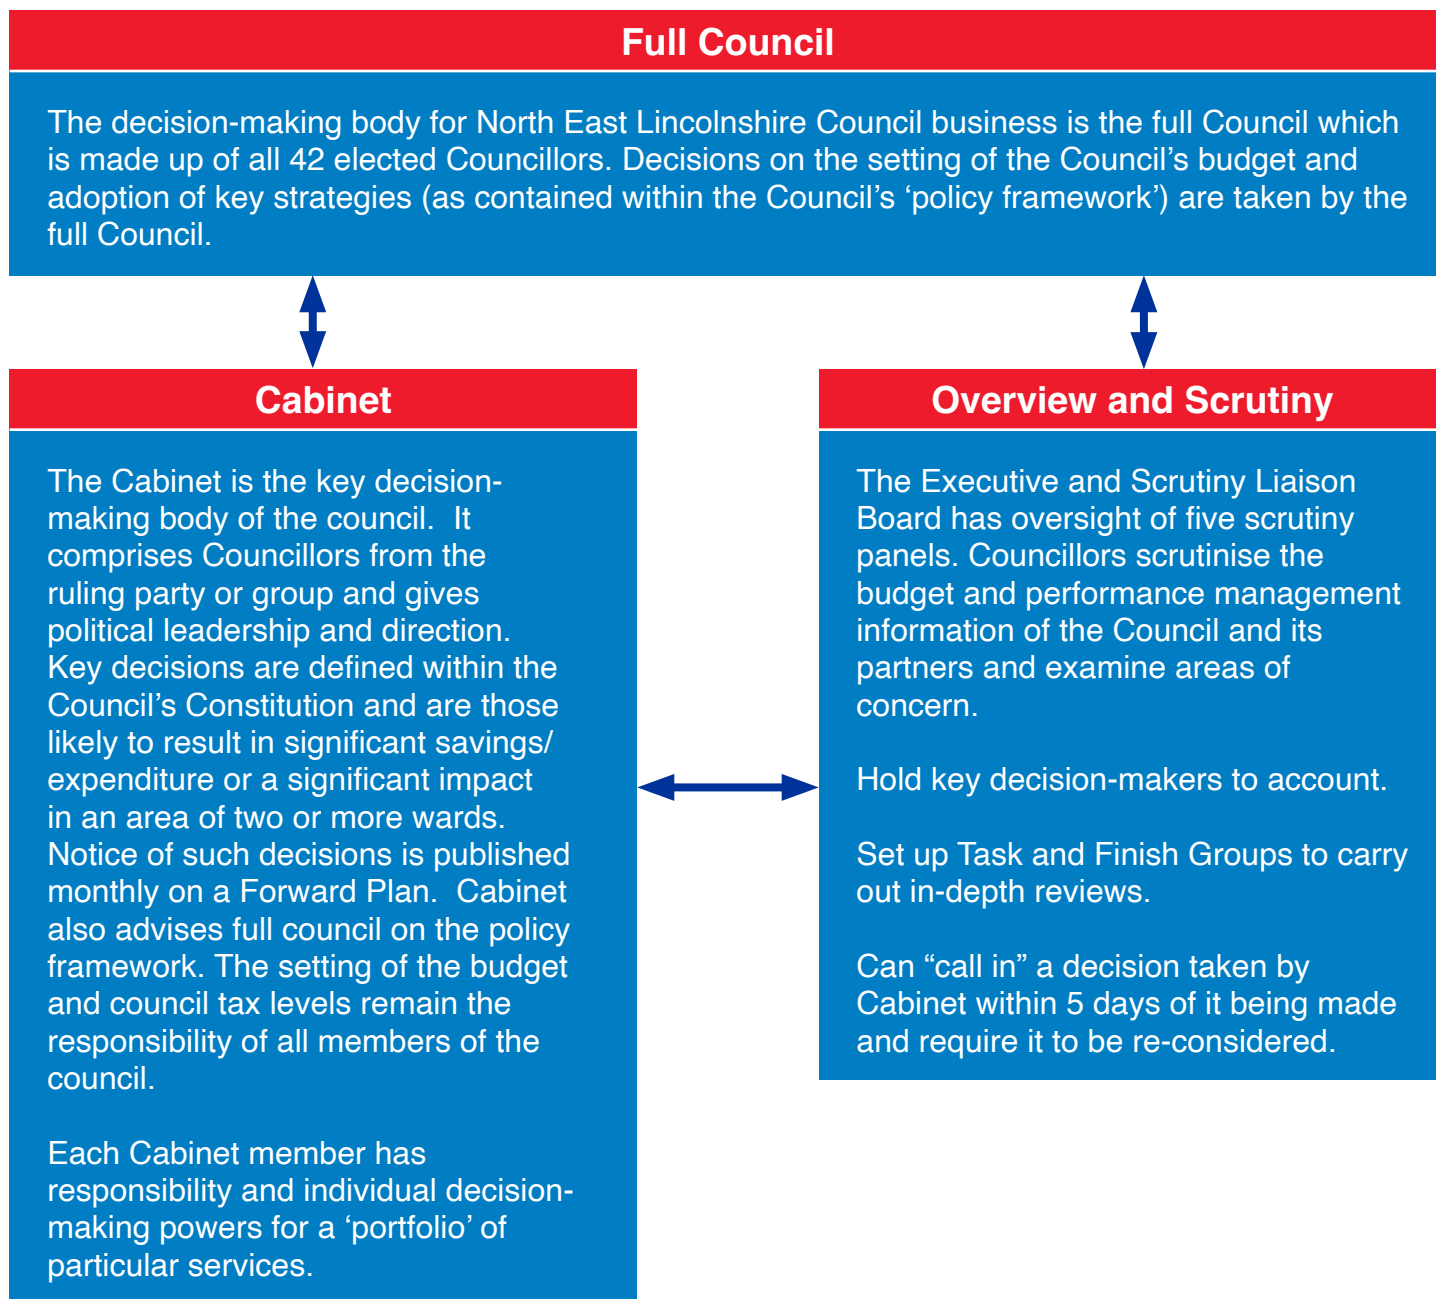 Full Council
The decision-making body for North East Lincolnshire Council business is the full Council which
is made up of all 42 elected Councillors. Decisions on the setting of the Council’s budget and
adoption of key strategies (as contained within the Council’s ‘policy framework’) are taken by the
full Council.
Cabinet
The Cabinet is the key decision-
making body of the council.  It
comprises Councillors from the
ruling party or group and gives
political leadership and direction.
Key decisions are defined within the
Council’s Constitution and are those
likely to result in significant savings/
expenditure or a significant impact
in an area of two or more wards.
Notice of such decisions is published
monthly on a Forward Plan.  Cabinet
also advises full council on the policy
framework. The setting of the budget
and council tax levels remain the
responsibility of all members of the
council.
Each Cabinet member has
responsibility and individual decision-
making powers for a ‘portfolio’ of
particular services.
Overview and Scrutiny
The Executive and Scrutiny Liaison
Board has oversight of five scrutiny
panels. Councillors scrutinise the
budget and performance management
information of the Council and its
partners and examine areas of
concern.
Hold key decision-makers to account.
Set up Task and Finish Groups to carry
out in-depth reviews.
Can “call in” a decision taken by
Cabinet within 5 days of it being made
and require it to be re-considered.